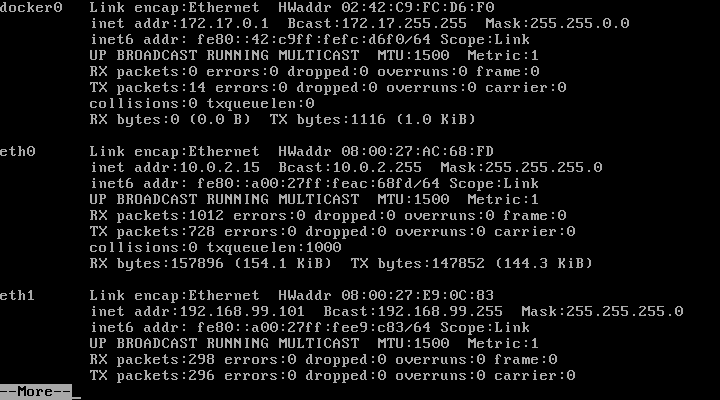 docker0   Link encap:Ethernet  HWaddr 02:42:C9:FC:D6:F0
          inet addr:172.17.0.1  Bcast:172.17.255.255  Mask:255.255.0.0
          inet6 addr: fe80::42:c9ff:fefc:d6f0/64 Scope:Link
          UP BROADCAST RUNNING MULTICAST  MTU:1500  Metric:1
          RX packets:0 errors:0 dropped:0 overruns:0 frame:0
          TX packets:14 errors:0 dropped:0 overruns:0 carrier:0
          collisions:0 txqueuelen:0
          RX bytes:0 (0.0 B)  TX bytes:1116 (1.0 KiB)

eth0      Link encap:Ethernet  HWaddr 08:00:27:AC:68:FD
          inet addr:10.0.2.15  Bcast:10.0.2.255  Mask:255.255.255.0
          inet6 addr: fe80::a00:27ff:feac:68fd/64 Scope:Link
          UP BROADCAST RUNNING MULTICAST  MTU:1500  Metric:1
          RX packets:1012 errors:0 dropped:0 overruns:0 frame:0
          TX packets:728 errors:0 dropped:0 overruns:0 carrier:0
          collisions:0 txqueuelen:1000
          RX bytes:157896 (154.1 KiB)  TX bytes:147852 (144.3 KiB)

eth1      Link encap:Ethernet  HWaddr 08:00:27:E9:0C:83
          inet addr:192.168.99.101  Bcast:192.168.99.255  Mask:255.255.255.0
          inet6 addr: fe80::a00:27ff:fee9:c83/64 Scope:Link
          UP BROADCAST RUNNING MULTICAST  MTU:1500  Metric:1
          RX packets:298 errors:0 dropped:0 overruns:0 frame:0
          TX packets:296 errors:0 dropped:0 overruns:0 carrier:0
--More--